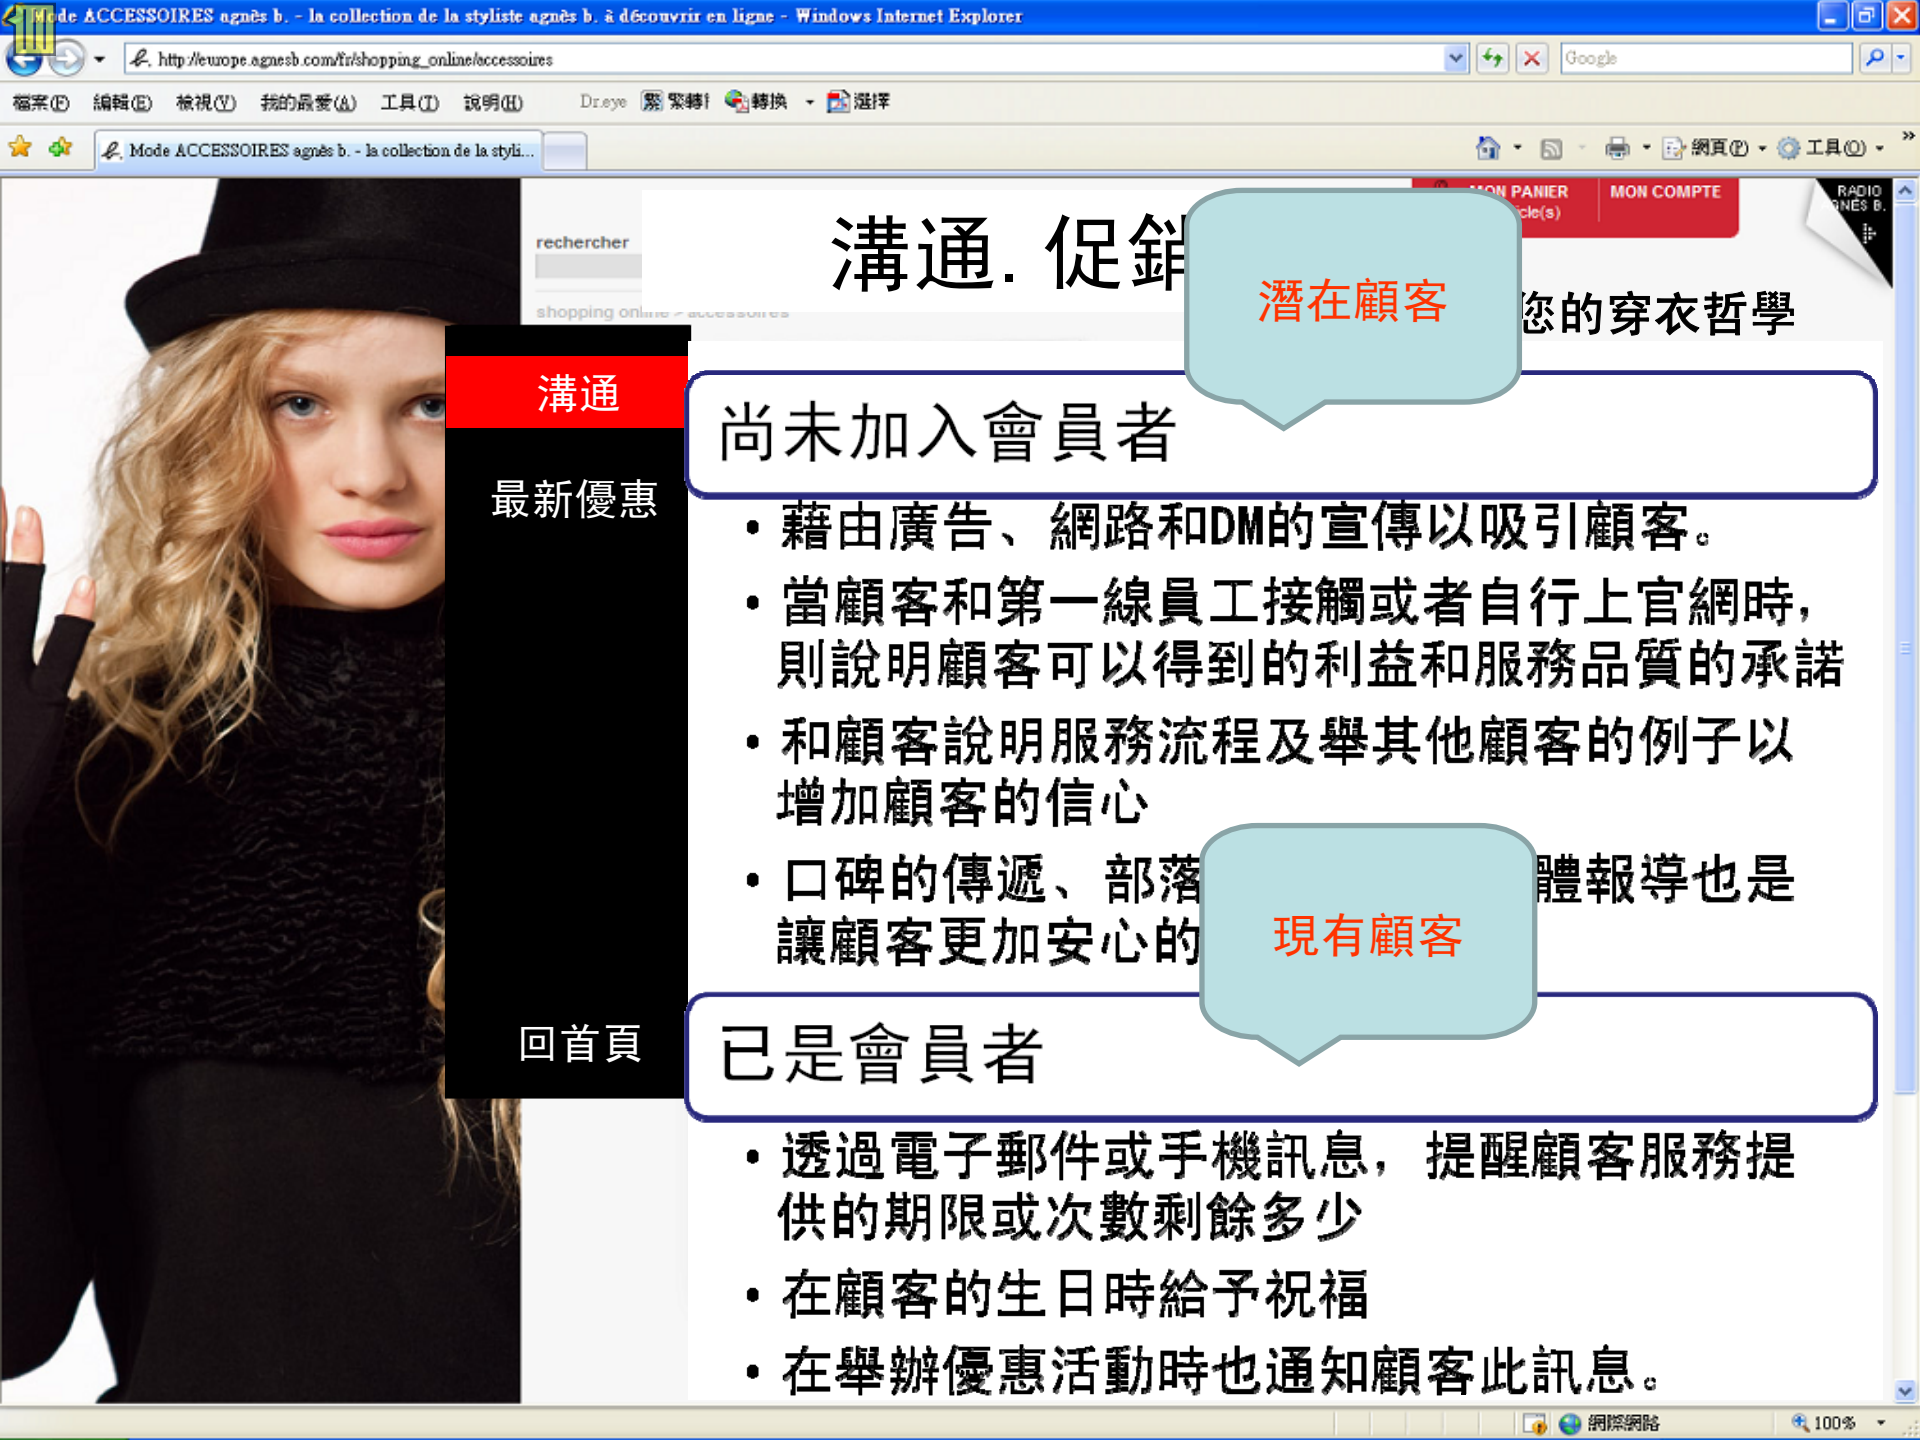 Mode ACCESSOIRES agnès b. - la collection de la styliste agnès b. à découvrir en ligne - Windows Internet Explorer
http://europe.agnesb.com/fr/shopping_online/accessoires
Google
檔案(F) 編輯(E) 檢視(V) 我的最愛(A) 工具(T) 說明(H) Dr.eye 繁 繁轉 轉換 選擇
Mode ACCESSOIRES agnès b. - la collection de la styli...
網頁(P) 工具(O)
MON PANIER
cle(s)
MON COMPTE
RADIO
GNÈS B.
rechercher
溝通.促銷
潛在顧客
您的穿衣哲學
shopping online > accessoires
溝通
最新優惠
回首頁
尚未加入會員者
• 藉由廣告、網路和DM的宣傳以吸引顧客。
• 當顧客和第一線員工接觸或者自行上官網時，
則說明顧客可以得到的利益和服務品質的承諾
• 和顧客說明服務流程及舉其他顧客的例子以
增加顧客的信心
• 口碑的傳遞、部落 體報導也是
讓顧客更加安心的
現有顧客
已是會員者
• 透過電子郵件或手機訊息，提醒顧客服務提
供的期限或次數剩餘多少
• 在顧客的生日時給予祝福
• 在舉辦優惠活動時也通知顧客此訊息。
網際網路
100%